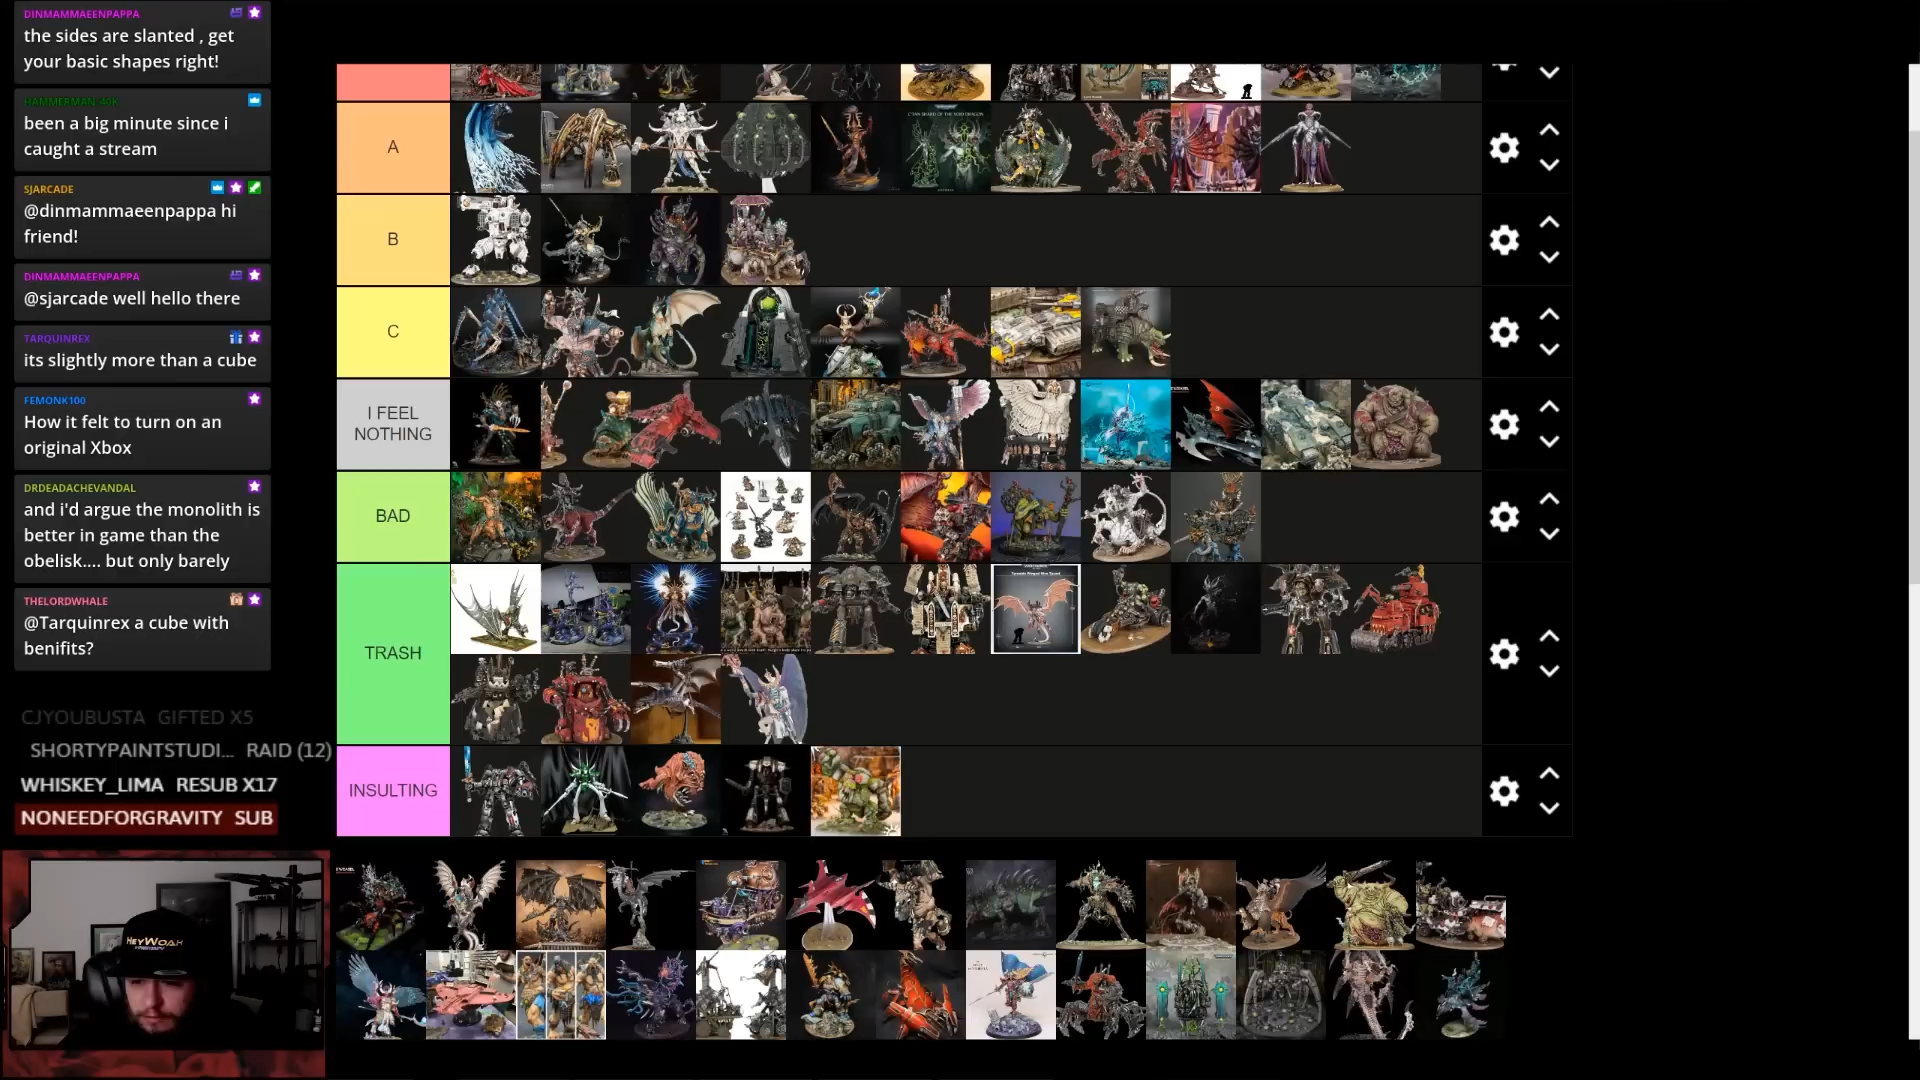 DINMAMMAEENPAPPA
the sides are slanted , get
your basic shapes right!
HAMMERMAN_40K
been a big minute since i
caught a stream
SJARCADE
@dinmammaeenpappa hi
friend!
DINMAMMAEENPAPPA
@sjarcade well hello there
TARQUINREX
its slightly more than a cube
FEMONK100
How it felt to turn on an
original Xbox
DRDEADACHEVANDAL
and i'd argue the monolith is
better in game than the
obelisk.... but only barely
THELORDWHALE
@Tarquinrex a cube with
benifits?
CJYOUBUSTA GIFTED X5
SHORTYPAINTSTUDI... RAID (12)
WHISKEY_LIMA RESUB X17
NONEEDFORGRAVITY SUB
HEYWOAH
A
B
C
I FEEL
NOTHING
BAD
TRASH
INSULTING